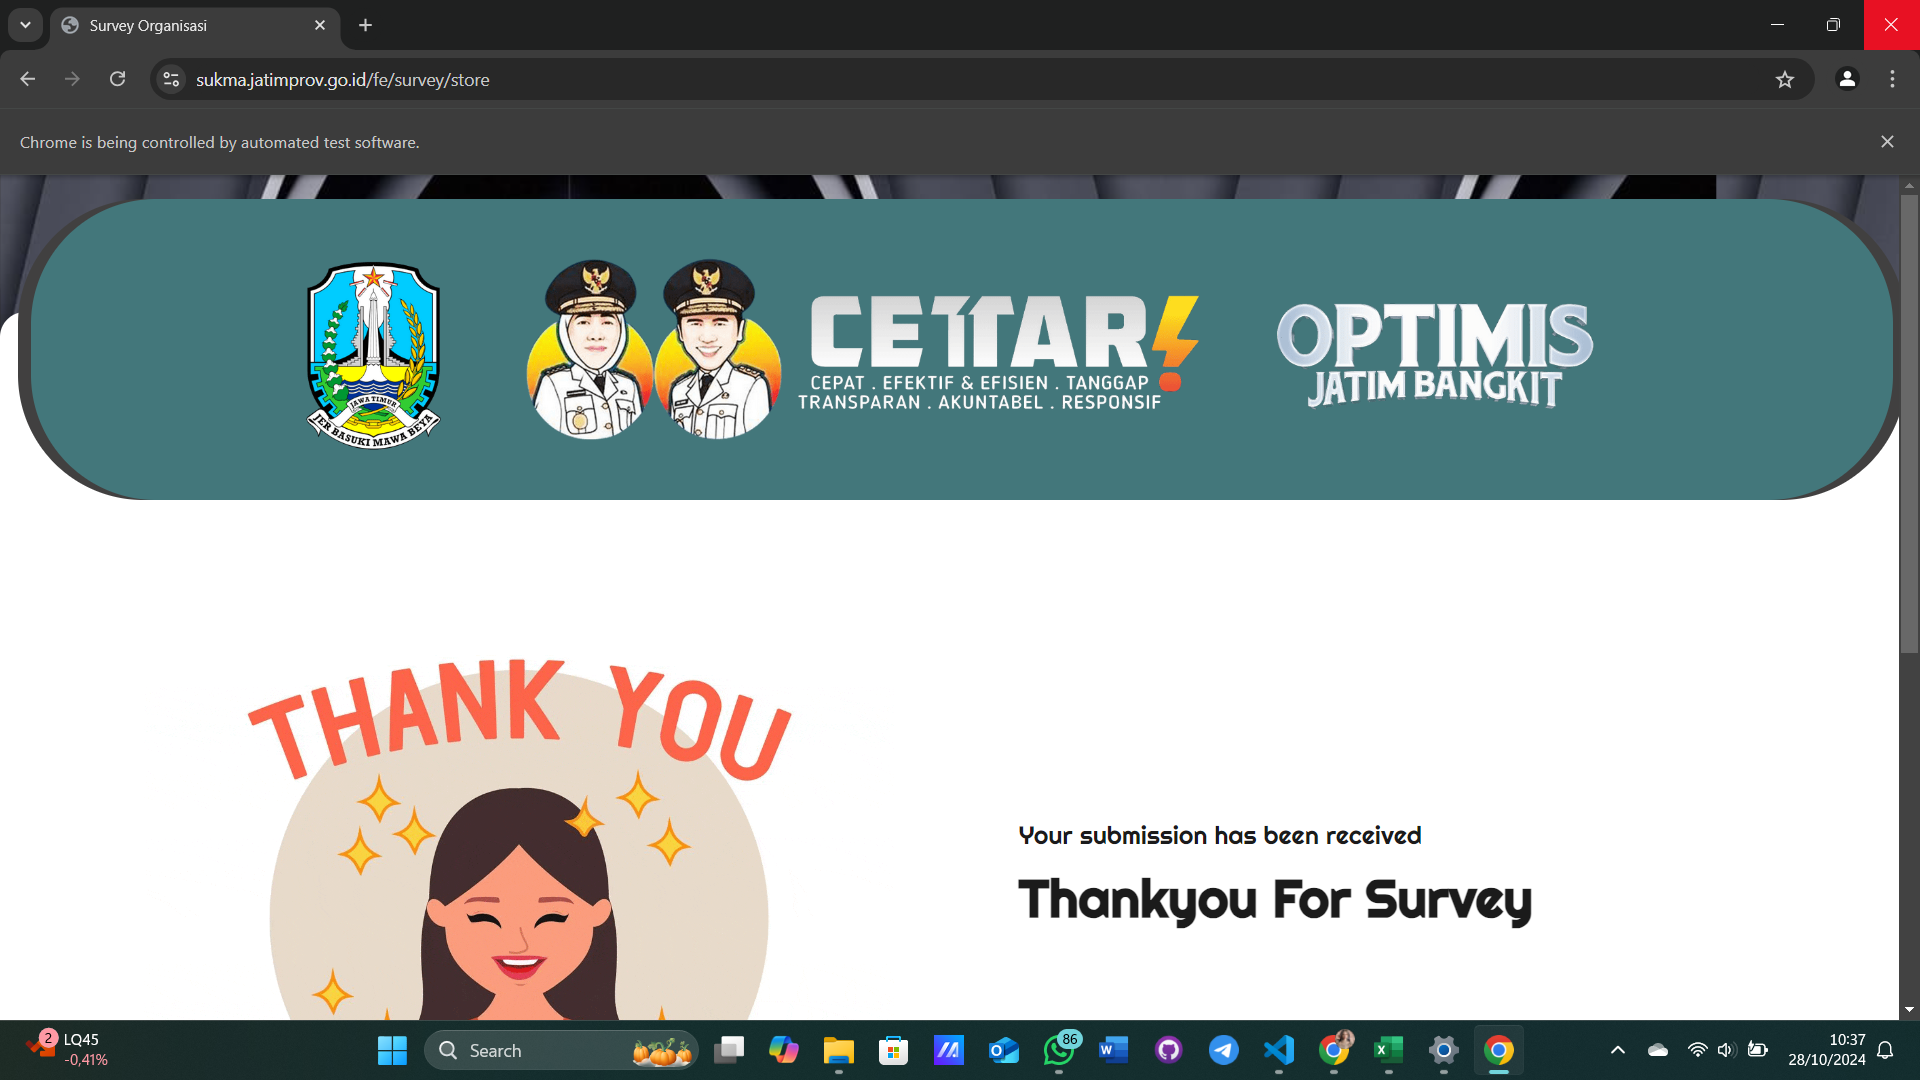 Survey Organisasi
sukma.jatimprov.go.id/fe/survey/store
Chrome is being controlled by automated test software.
JAWA TIMUR
JER BASUKI MAWA BEYA
CETTAR!
CEPAT . EFEKTIF & EFISIEN . TANGGAP
TRANSPARAN . AKUNTABEL . RESPONSIF
OPTIMIS
JATIM BANGKIT
THANK YOU
Your submission has been received
Thankyou For Survey
2
LQ45
-0,41%
Search
86
10:37
28/10/2024